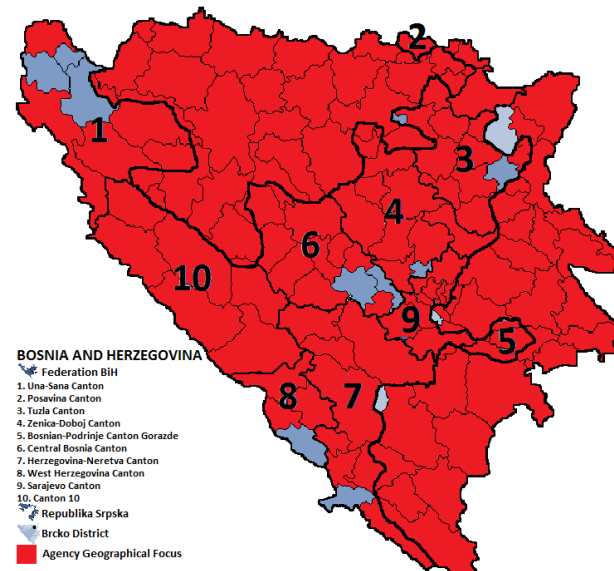 2
1
3
4
6
10
9
5
8
7
BOSNIA AND HERZEGOVINA
Federation BiH
1. Una-Sana Canton
2. Posavina Canton
3. Tuzla Canton
4. Zenica-Doboj Canton
5. Bosnian-Podrinje Canton Gorazde
6. Central Bosnia Canton
7. Herzegovina-Neretva Canton
8. West Herzegovina Canton
9. Sarajevo Canton
10. Canton 10
Republika Srpska
Brcko District
Agency Geographical Focus